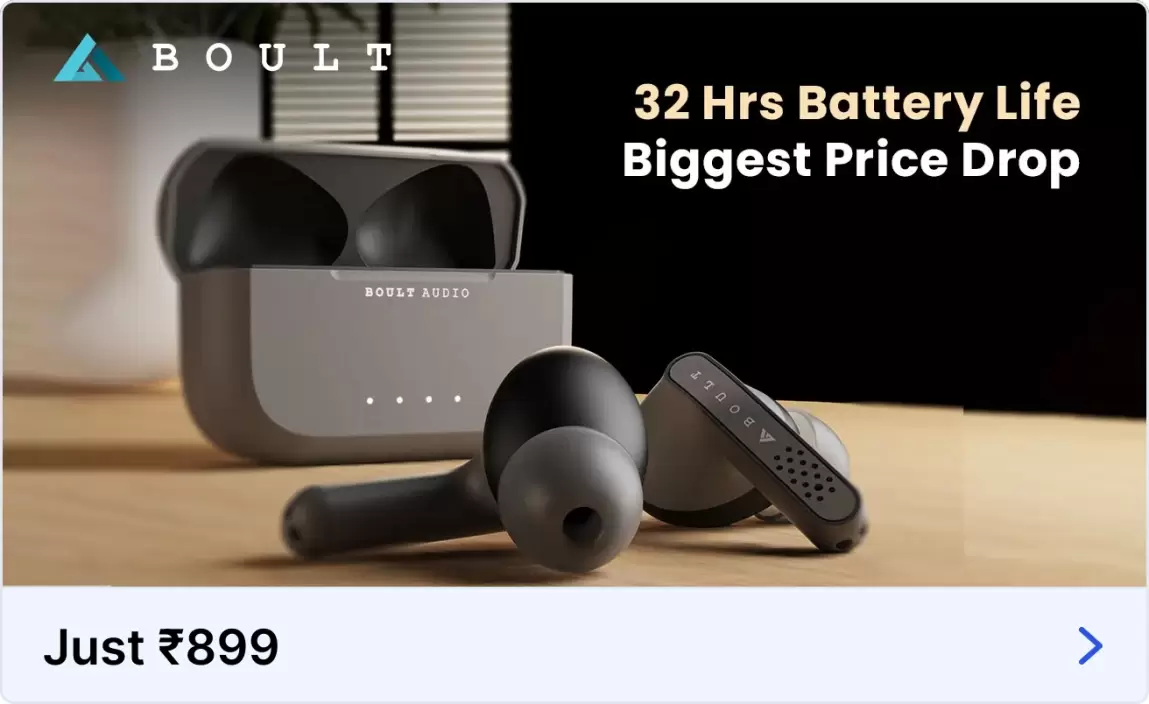 BOULT
32 Hrs Battery Life
Biggest Price Drop
BOULT AUDIO
BOULT
Just ₹899